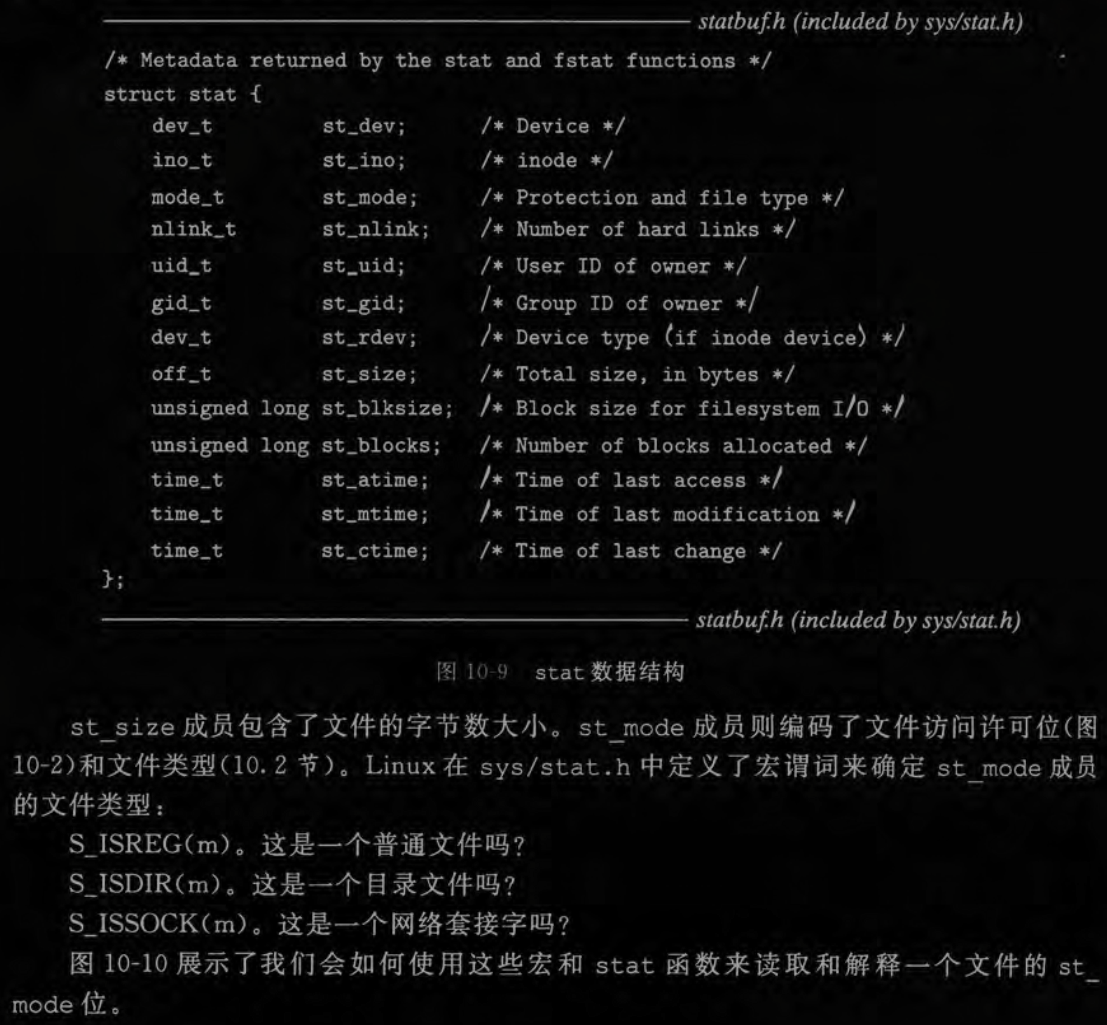 statbuf.h (included by sys/stat.h)
/* Metadata returned by the stat and fstat functions */
struct stat {
dev_t st_dev; /* Device */
ino_t st_ino; /* inode */
mode_t st_mode; /* Protection and file type */
nlink_t st_nlink; /* Number of hard links */
uid_t st_uid; /* User ID of owner */
gid_t st_gid; /* Group ID of owner */
dev_t st_rdev; /* Device type (if inode device) */
off_t st_size; /* Total size, in bytes */
unsigned long st_blksize; /* Block size for filesystem I/O */
unsigned long st_blocks; /* Number of blocks allocated */
time_t st_atime; /* Time of last access */
time_t st_mtime; /* Time of last modification */
time_t st_ctime; /* Time of last change */
};
statbuf.h (included by sys/stat.h)
图 10-9 stat 数据结构
st_size 成员包含了文件的字节数大小。st_mode 成员则编码了文件访问许可位(图
10-2)和文件类型(10.2 节)。Linux 在 sys/stat.h 中定义了宏谓词来确定 st_mode 成员
的文件类型：
S_ISREG(m)。这是一个普通文件吗?
S_ISDIR(m)。这是一个目录文件吗?
S_ISSOCK(m)。这是一个网络套接字吗?
图 10-10 展示了我们会如何使用这些宏和 stat 函数来读取和解释一个文件的 st_
mode 位。